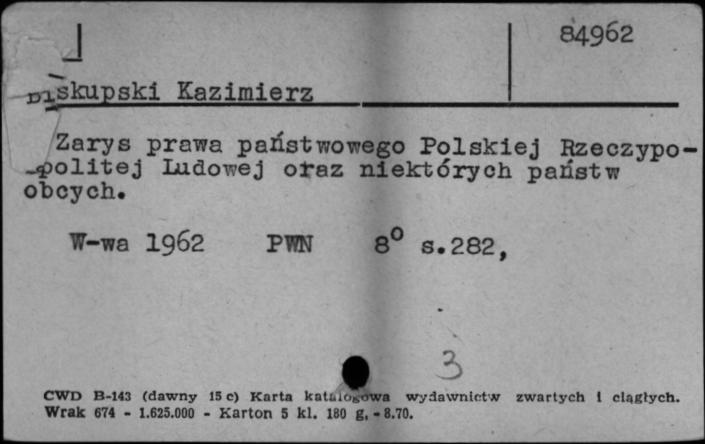 84962
Biskupski Kazimierz
Zarys prawa państwowego Polskiej Rzeczypo-
-politej Ludowej oraz niektórych państw
obcych.
W-wa 1962 PWN 8⁰ s.282,
3
CWD B-143 (dawny 15 c) Karta katalogowa wydawnictw zwartych i ciągłych.
Wrak 674 - 1.625.000 - Karton 5 kl. 180 g, - 8.70.